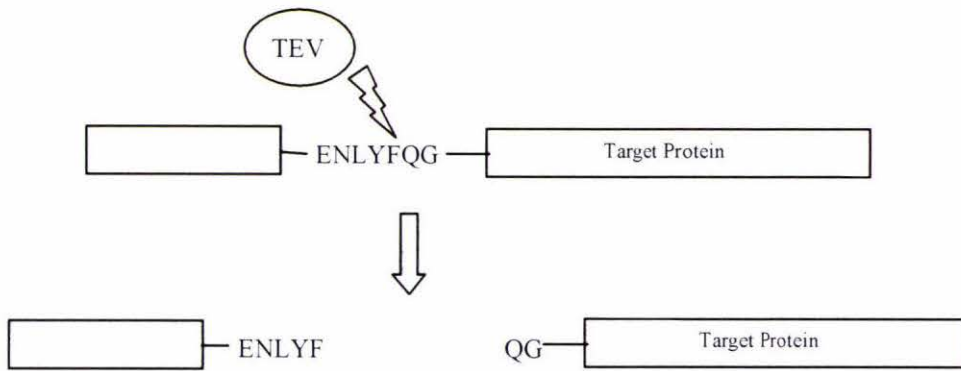 TEV
ENLYFQG
Target Protein
ENLYF
QG
Target Protein